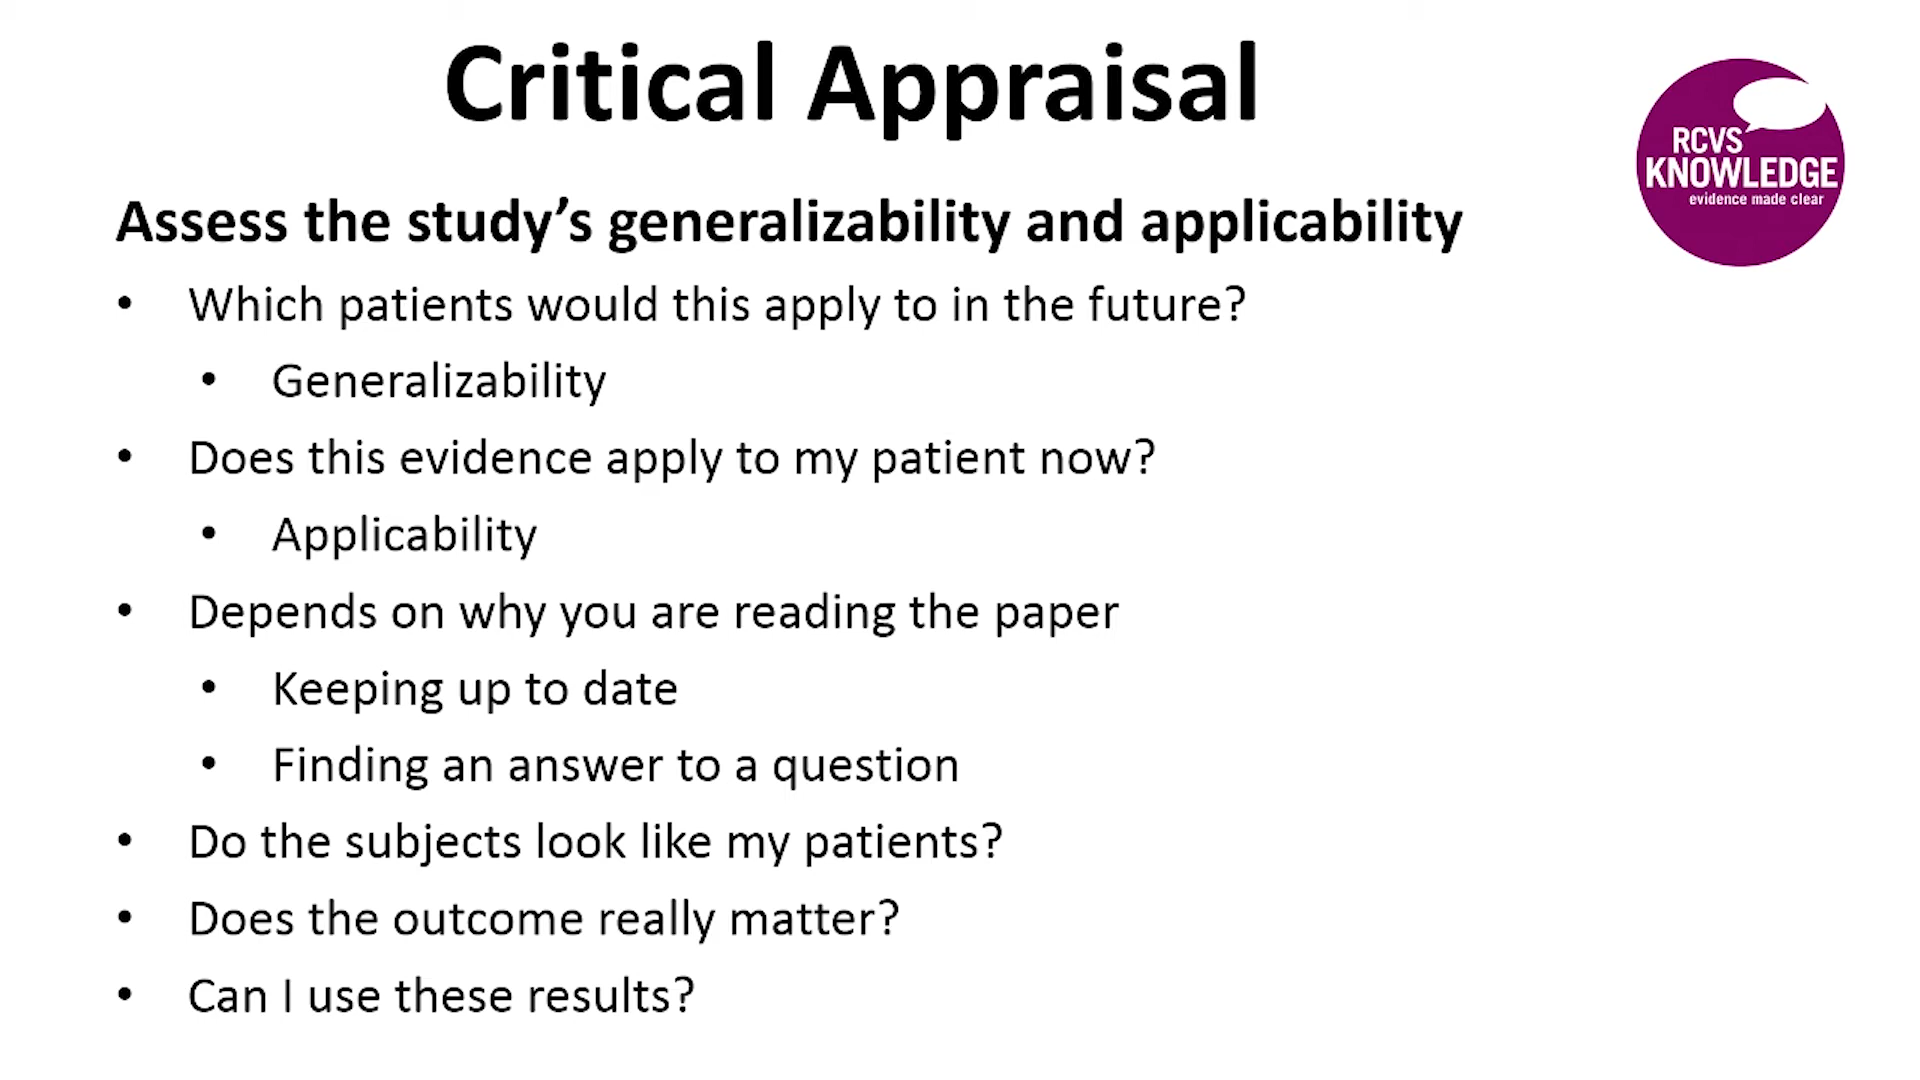 Critical Appraisal
RCVS
KNOWLEDGE
evidence made clear
Assess the study’s generalizability and applicability
• Which patients would this apply to in the future?
• Generalizability
• Does this evidence apply to my patient now?
• Applicability
• Depends on why you are reading the paper
• Keeping up to date
• Finding an answer to a question
• Do the subjects look like my patients?
• Does the outcome really matter?
• Can I use these results?